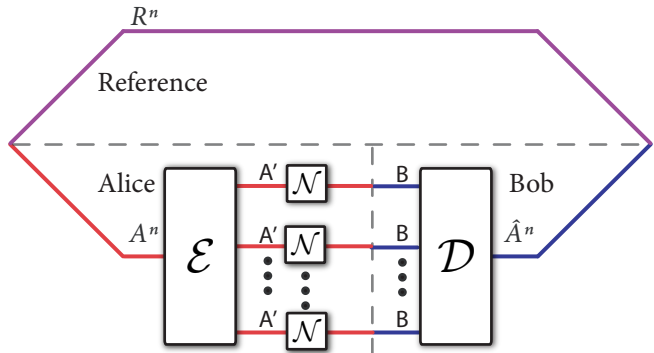 Rⁿ
Reference
Alice Bob
A' 𝒩 B
Aⁿ ℰ A' 𝒩 B 𝒟 Âⁿ
A' 𝒩 B